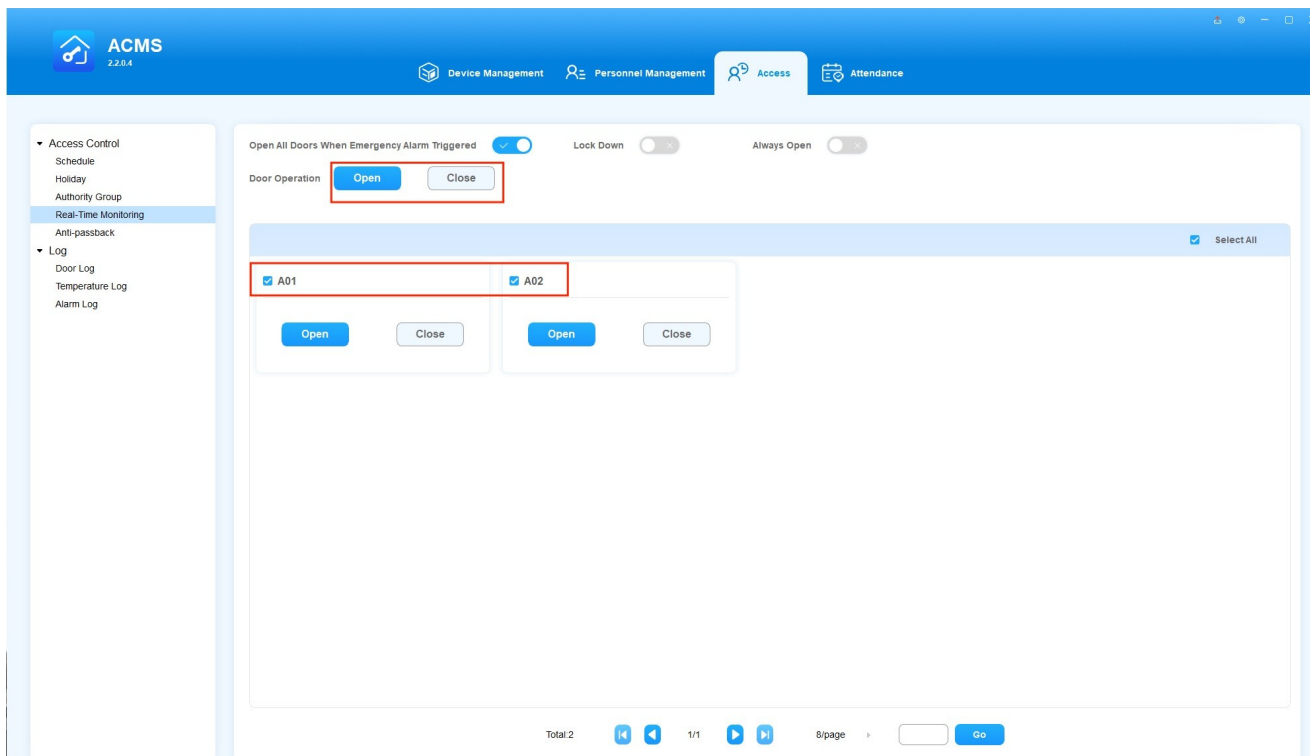 ACMS
2.2.0.4
Device Management
Personnel Management
Access
Attendance
Access Control
Schedule
Holiday
Authority Group
Real-Time Monitoring
Anti-passback
Log
Door Log
Temperature Log
Alarm Log
Open All Doors When Emergency Alarm Triggered
Lock Down
Always Open
Door Operation
Open
Close
Select All
A01
A02
Open
Close
Open
Close
Total:2
1/1
8/page
Go